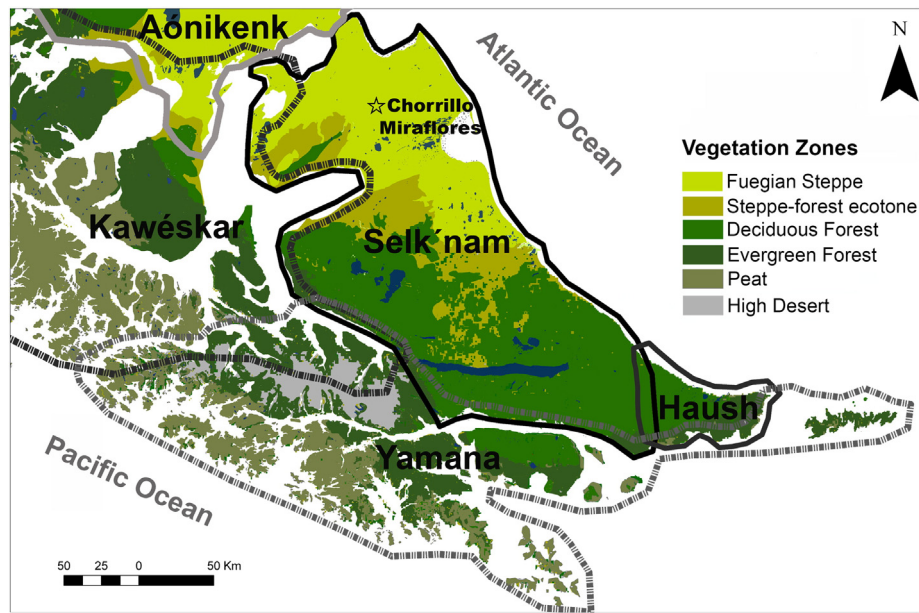 Aónikenk
Atlantic Ocean
N
Chorrillo
Miraflores
Vegetation Zones
Fuegian Steppe
Steppe-forest ecotone
Deciduous Forest
Evergreen Forest
Peat
High Desert
Kawéskar
Selk´nam
Haush
Yamana
Pacific Ocean
50 25 0 50 Km